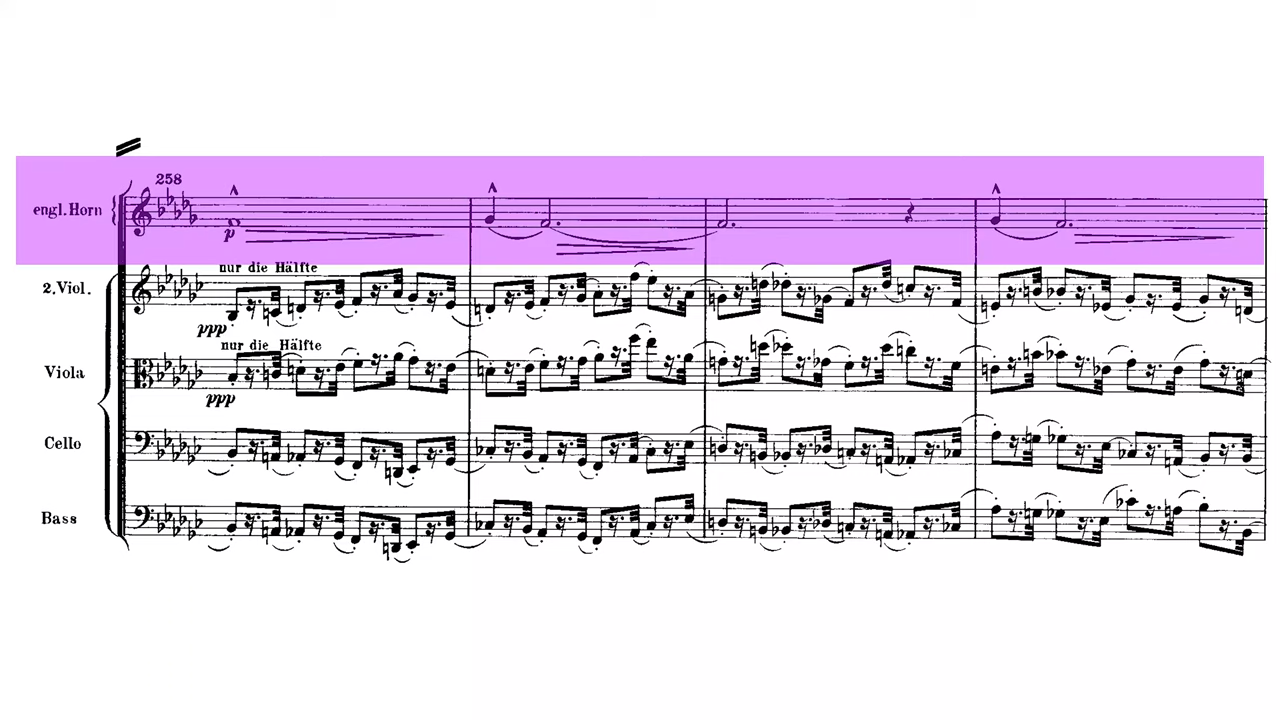 258
engl.Horn
p
nur die Hälfte
2.Viol.
ppp
nur die Hälfte
Viola
ppp
Cello
Bass